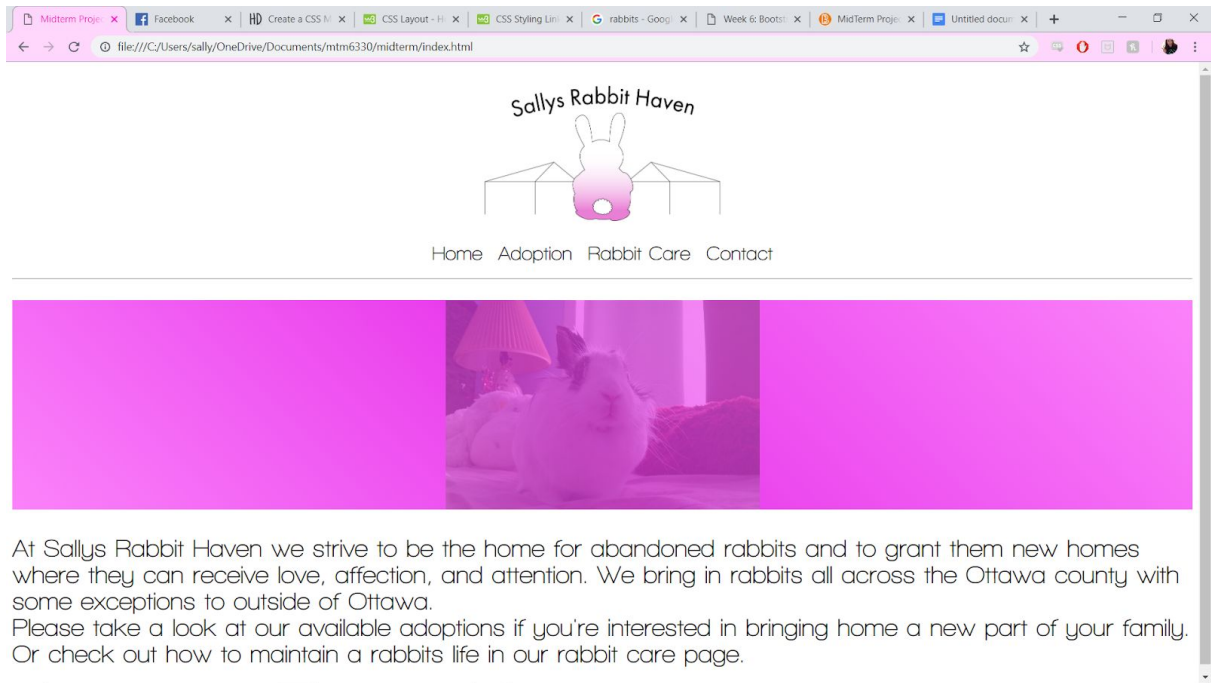 Midterm Projec
Facebook
Create a CSS M
CSS Layout - H
CSS Styling Lin
rabbits - Googl
Week 6: Bootst
MidTerm Projec
Untitled docum
file:///C:/Users/sally/OneDrive/Documents/mtm6330/midterm/index.html
Sallys Rabbit Haven
Home Adoption Rabbit Care Contact
At Sallys Rabbit Haven we strive to be the home for abandoned rabbits and to grant them new homes
where they can receive love, affection, and attention. We bring in rabbits all across the Ottawa county with
some exceptions to outside of Ottawa.
Please take a look at our available adoptions if you're interested in bringing home a new part of your family.
Or check out how to maintain a rabbits life in our rabbit care page.